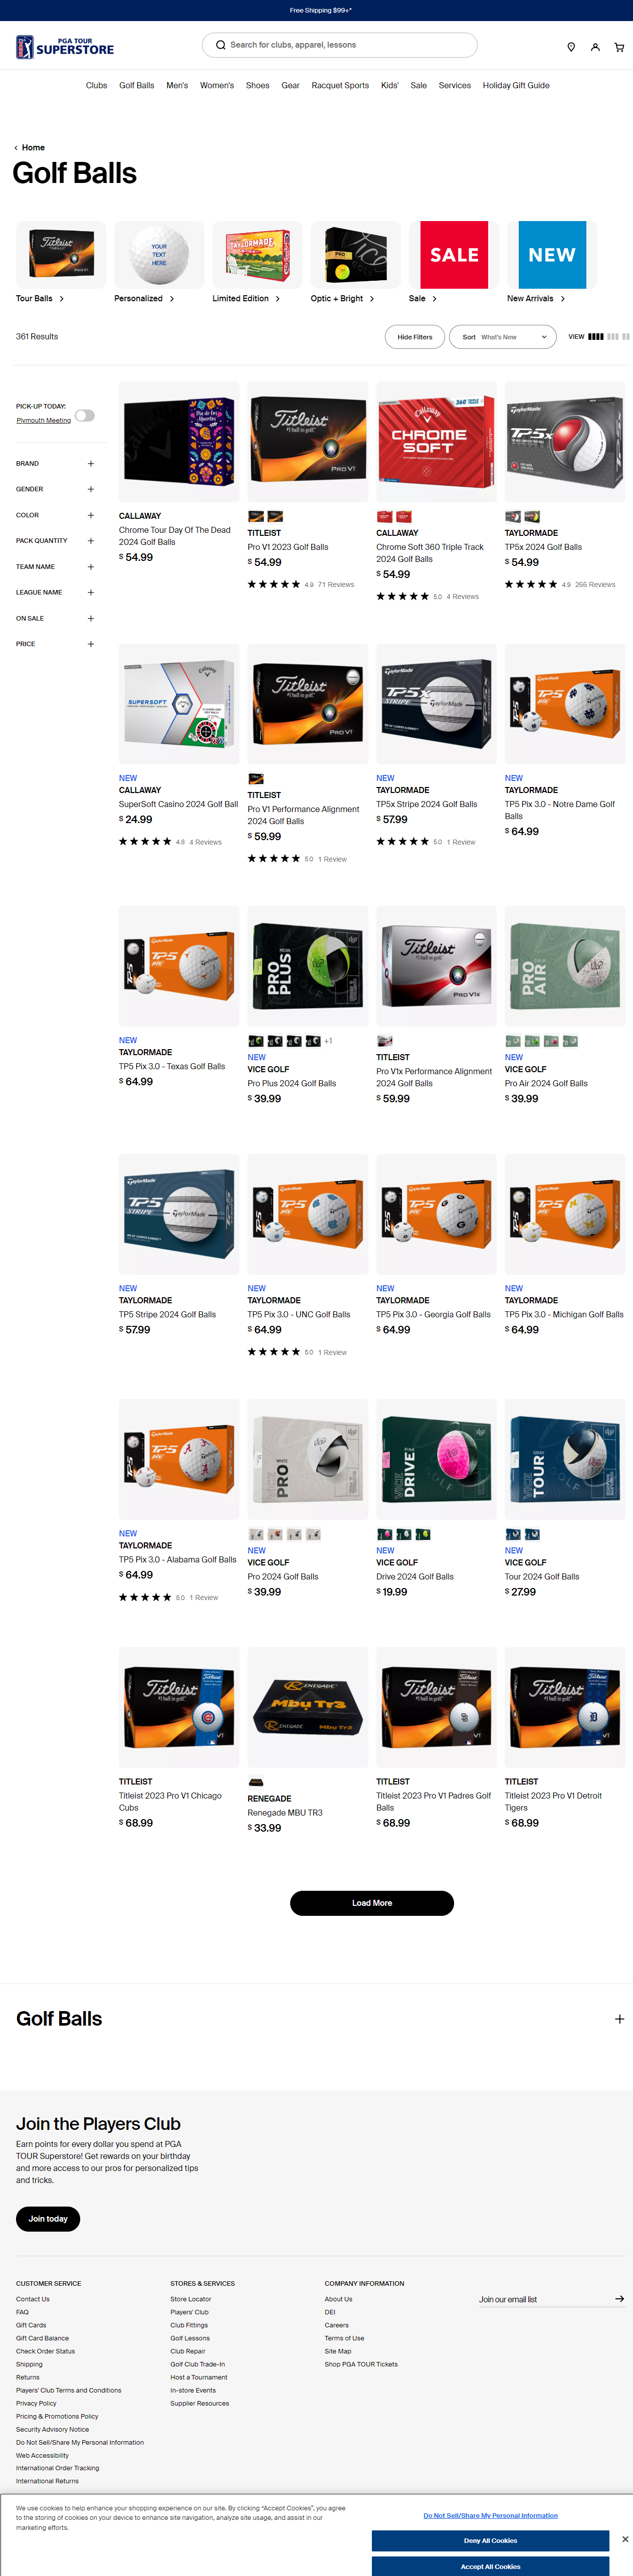 Free Shipping $99+*
PGA TOUR
SUPERSTORE
Search for clubs, apparel, lessons
Clubs Golf Balls Men's Women's Shoes Gear Racquet Sports Kids' Sale Services Holiday Gift Guide
Home
Golf Balls
Titleist
PRO V1
YOUR
TEXT
HERE
TAYLORMADE
PRO
SALE
NEW
Tour Balls
Personalized
Limited Edition
Optic + Bright
Sale
New Arrivals
361 Results
Hide Filters
Sort What's New
VIEW
PICK-UP TODAY:
Plymouth Meeting
BRAND
GENDER
COLOR
PACK QUANTITY
TEAM NAME
LEAGUE NAME
ON SALE
PRICE
CALLAWAY
Chrome Tour Day Of The Dead
2024 Golf Balls
$ 54.99
TITLEIST
Pro V1 2023 Golf Balls
$ 54.99
4.9 71 Reviews
CALLAWAY
Chrome Soft 360 Triple Track
2024 Golf Balls
$ 54.99
5.0 4 Reviews
TAYLORMADE
TP5x 2024 Golf Balls
$ 54.99
4.9 266 Reviews
NEW
CALLAWAY
SuperSoft Casino 2024 Golf Ball
$ 24.99
4.8 4 Reviews
TITLEIST
Pro V1 Performance Alignment
2024 Golf Balls
$ 59.99
5.0 1 Review
NEW
TAYLORMADE
TP5x Stripe 2024 Golf Balls
$ 57.99
5.0 1 Review
NEW
TAYLORMADE
TP5 Pix 3.0 - Notre Dame Golf
Balls
$ 64.99
NEW
TAYLORMADE
TP5 Pix 3.0 - Texas Golf Balls
$ 64.99
+1
NEW
VICE GOLF
Pro Plus 2024 Golf Balls
$ 39.99
TITLEIST
Pro V1x Performance Alignment
2024 Golf Balls
$ 59.99
NEW
VICE GOLF
Pro Air 2024 Golf Balls
$ 39.99
NEW
TAYLORMADE
TP5 Stripe 2024 Golf Balls
$ 57.99
NEW
TAYLORMADE
TP5 Pix 3.0 - UNC Golf Balls
$ 64.99
5.0 1 Review
NEW
TAYLORMADE
TP5 Pix 3.0 - Georgia Golf Balls
$ 64.99
NEW
TAYLORMADE
TP5 Pix 3.0 - Michigan Golf Balls
$ 64.99
NEW
TAYLORMADE
TP5 Pix 3.0 - Alabama Golf Balls
$ 64.99
5.0 1 Review
NEW
VICE GOLF
Pro 2024 Golf Balls
$ 39.99
NEW
VICE GOLF
Drive 2024 Golf Balls
$ 19.99
NEW
VICE GOLF
Tour 2024 Golf Balls
$ 27.99
TITLEIST
Titleist 2023 Pro V1 Chicago
Cubs
$ 68.99
RENEGADE
Renegade MBU TR3
$ 33.99
TITLEIST
Titleist 2023 Pro V1 Padres Golf
Balls
$ 68.99
TITLEIST
Titleist 2023 Pro V1 Detroit
Tigers
$ 68.99
Load More
Golf Balls
Join the Players Club
Earn points for every dollar you spend at PGA
TOUR Superstore! Get rewards on your birthday
and more access to our pros for personalized tips
and tricks.
Join today
CUSTOMER SERVICE
Contact Us
FAQ
Gift Cards
Gift Card Balance
Check Order Status
Shipping
Returns
Players' Club Terms and Conditions
Privacy Policy
Pricing & Promotions Policy
Security Advisory Notice
Do Not Sell/Share My Personal Information
Web Accessibility
International Order Tracking
International Returns
STORES & SERVICES
Store Locator
Players' Club
Club Fittings
Golf Lessons
Club Repair
Golf Club Trade-In
Host a Tournament
In-store Events
Supplier Resources
COMPANY INFORMATION
About Us
DEI
Careers
Terms of Use
Site Map
Shop PGA TOUR Tickets
Join our email list
We use cookies to help enhance your shopping experience on our site. By clicking "Accept Cookies", you agree
to the storing of cookies on your device to enhance site navigation, analyze site usage, and assist in our
marketing efforts.
Do Not Sell/Share My Personal Information
Deny All Cookies
Accept All Cookies